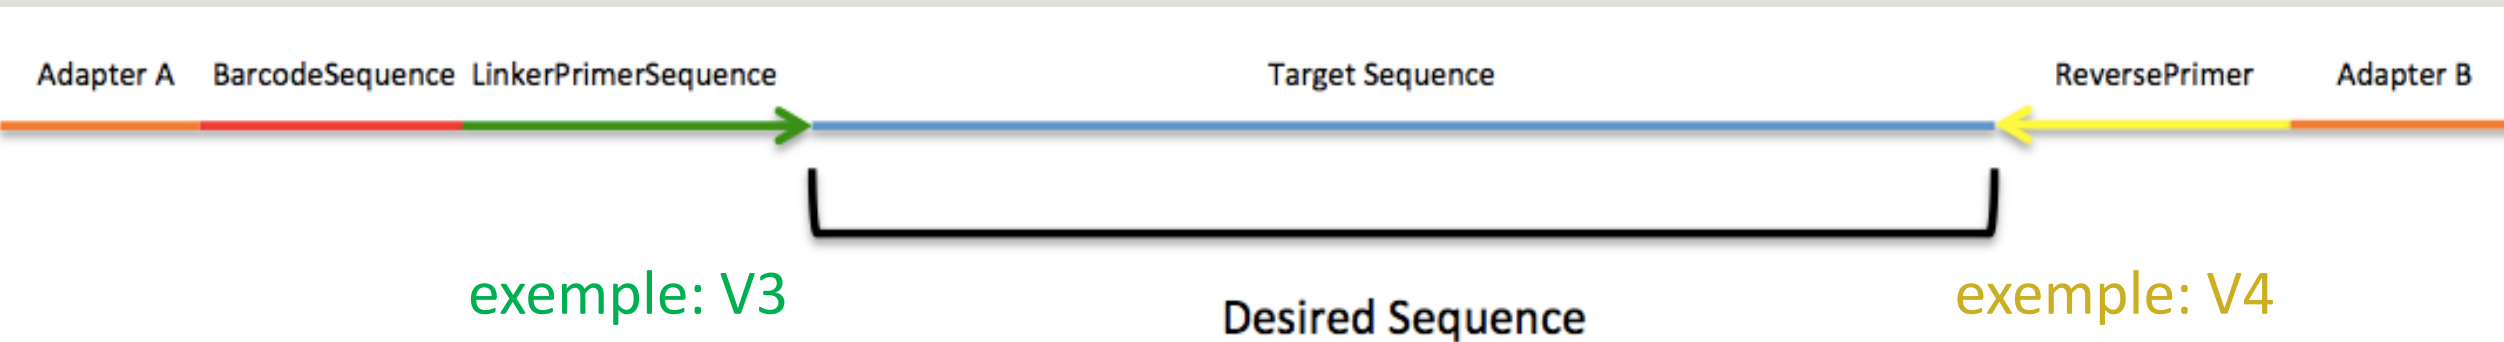 Adapter A BarcodeSequence LinkerPrimerSequence Target Sequence ReversePrimer Adapter B
exemple: V3 Desired Sequence exemple: V4